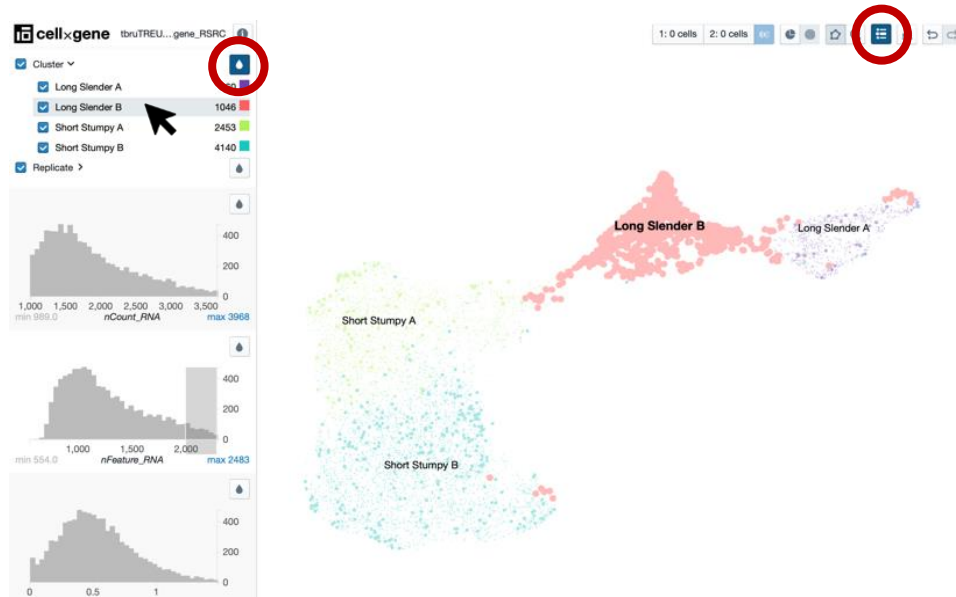 cellxgene tbruTREU... gene_RSRC
1: 0 cells 2: 0 cells
Cluster
Long Slender A
Long Slender B 1046
Short Stumpy A 2453
Short Stumpy B 4140
Replicate >
400
200
0
1,000 1,500 2,000 2,500 3,000 3,500
min 989.0 nCount_RNA max 3968
400
200
0
1,000 1,500 2,000
min 554.0 nFeature_RNA max 2483
400
200
0
0 0.5 1
Long Slender B
Long Slender A
Short Stumpy A
Short Stumpy B